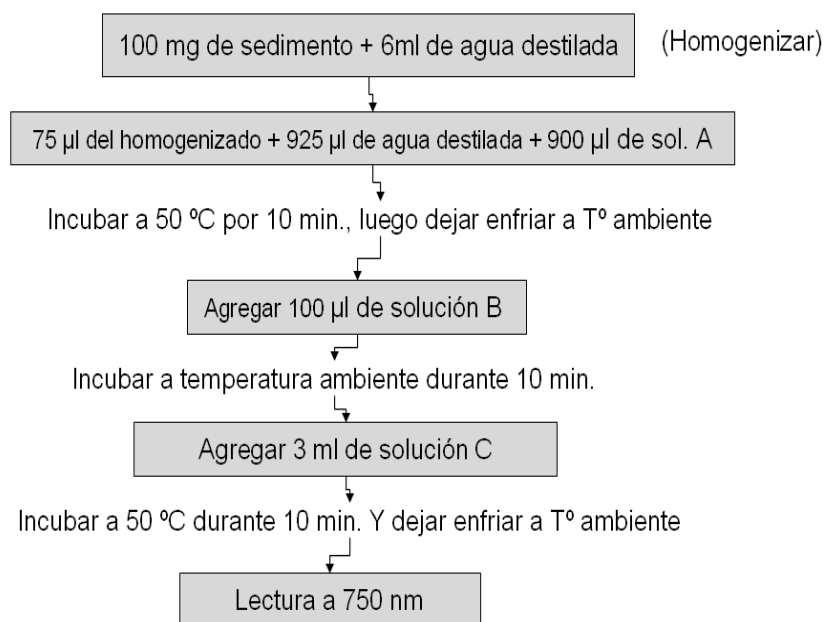 100 mg de sedimento + 6ml de agua destilada
(Homogenizar)
75 µl del homogenizado + 925 µl de agua destilada + 900 µl de sol. A
Incubar a 50 ºC por 10 min., luego dejar enfriar a Tº ambiente
Agregar 100 µl de solución B
Incubar a temperatura ambiente durante 10 min.
Agregar 3 ml de solución C
Incubar a 50 ºC durante 10 min. Y dejar enfriar a Tº ambiente
Lectura a 750 nm